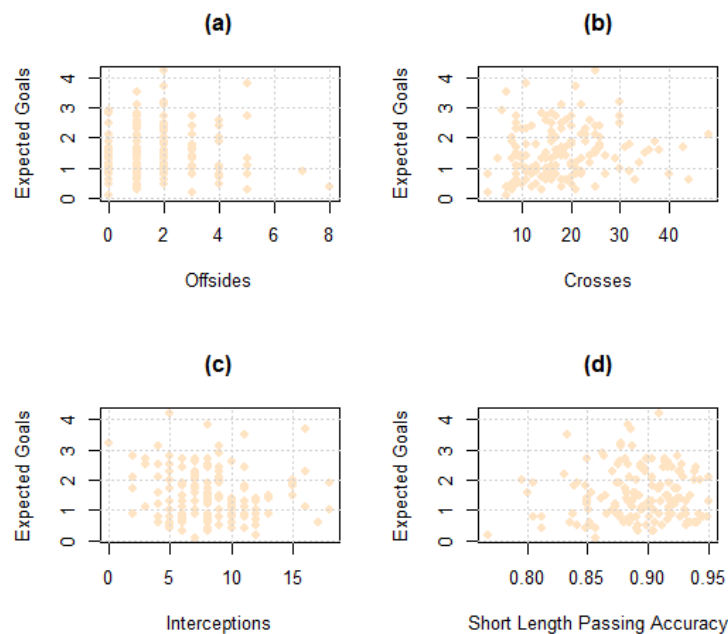 (a)
Expected Goals
4
3
2
1
0
0 2 4 6 8
Offsides
(b)
Expected Goals
4
3
2
1
0
10 20 30 40
Crosses
(c)
Expected Goals
4
3
2
1
0
0 5 10 15
Interceptions
(d)
Expected Goals
4
3
2
1
0
0.80 0.85 0.90 0.95
Short Length Passing Accuracy